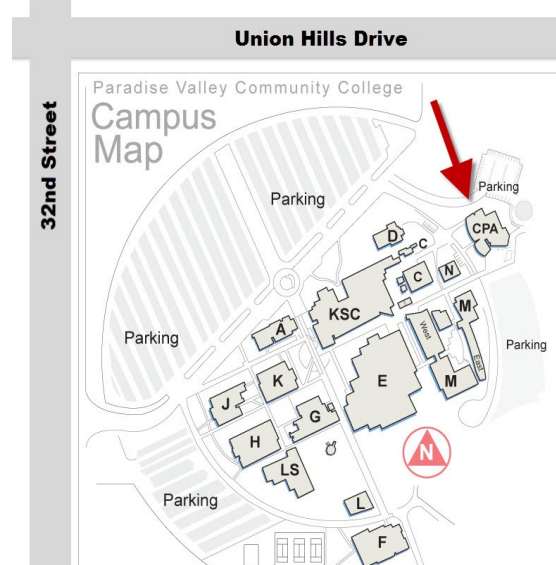 Union Hills Drive
32nd Street
Paradise Valley Community College
Campus
Map
Parking
Parking
CPA
D
C
C
N
KSC
M
A
West
Parking
Parking
East
K
E
M
J
G
H
N
LS
Parking
L
F